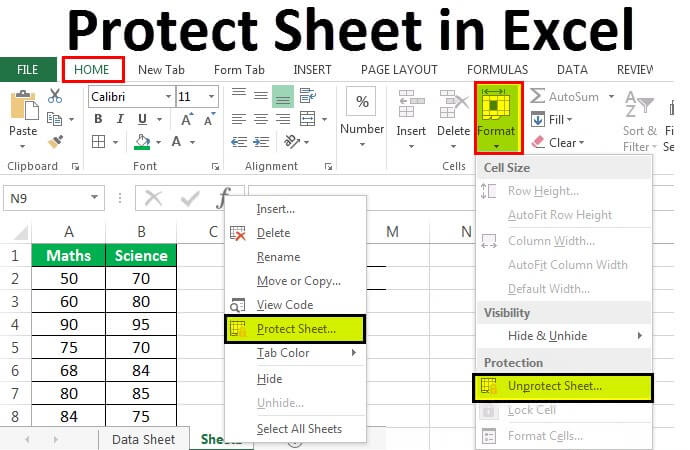 Protect Sheet in Excel
FILE HOME New Tab Form Tab INSERT PAGE LAYOUT FORMULAS DATA REVIEW
Calibri 11 % AutoSum
A A Fill
Paste B I U A Number Insert Delete Format Clear Sort &
Filter
Clipboard Font Alignment Cells
N9
Cell Size
Row Height...
AutoFit Row Height
Column Width...
AutoFit Column Width
Default Width...
Visibility
Hide & Unhide
Protection
Unprotect Sheet...
Lock Cell
Format Cells...
Insert...
Delete
Rename
Move or Copy...
View Code
Protect Sheet...
Tab Color
Hide
Unhide...
Select All Sheets
A B C M N
1 Maths Science
2 50 70
3 60 80
4 90 95
5 75 70
6 68 84
7 80 85
8 84 75
Data Sheet